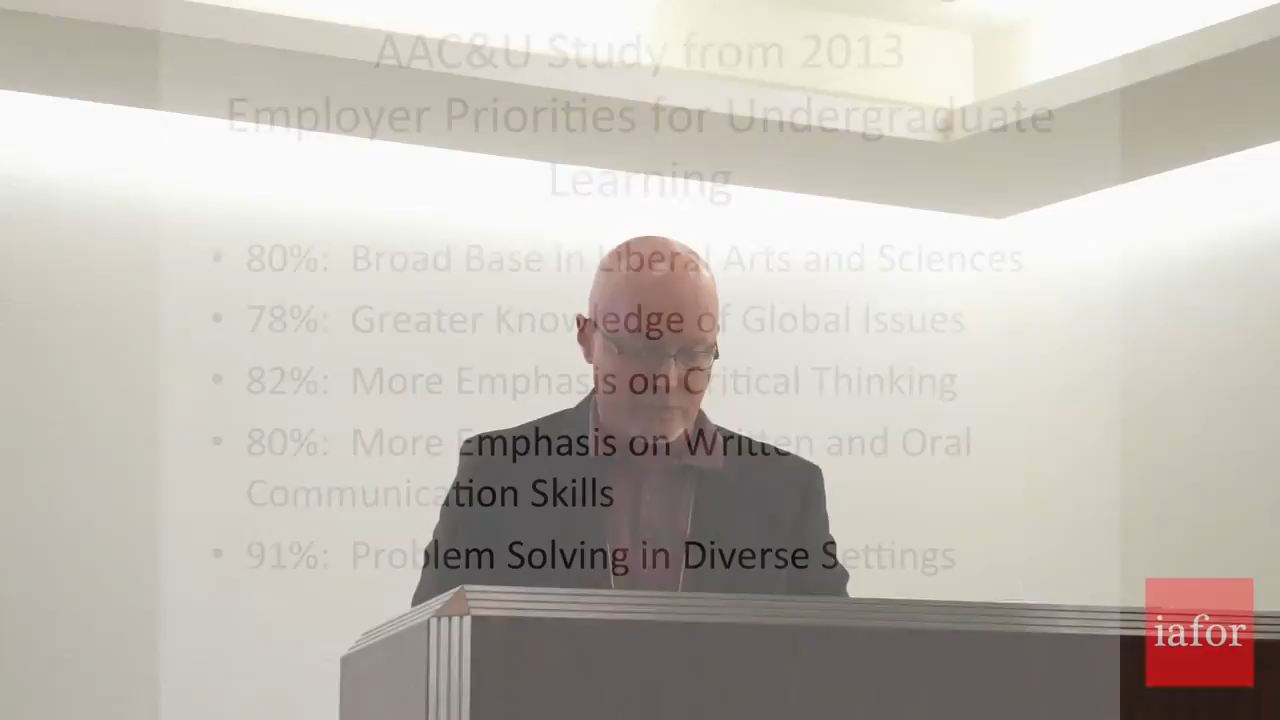 AAC&U Study from 2013
Employer Priorities for Undergraduate
Learning
• 80%: Broad Base in Liberal Arts and Sciences
• 78%: Greater Knowledge of Global Issues
• 82%: More Emphasis on Critical Thinking
• 80%: More Emphasis on Written and Oral
Communication Skills
• 91%: Problem Solving in Diverse Settings
iafor